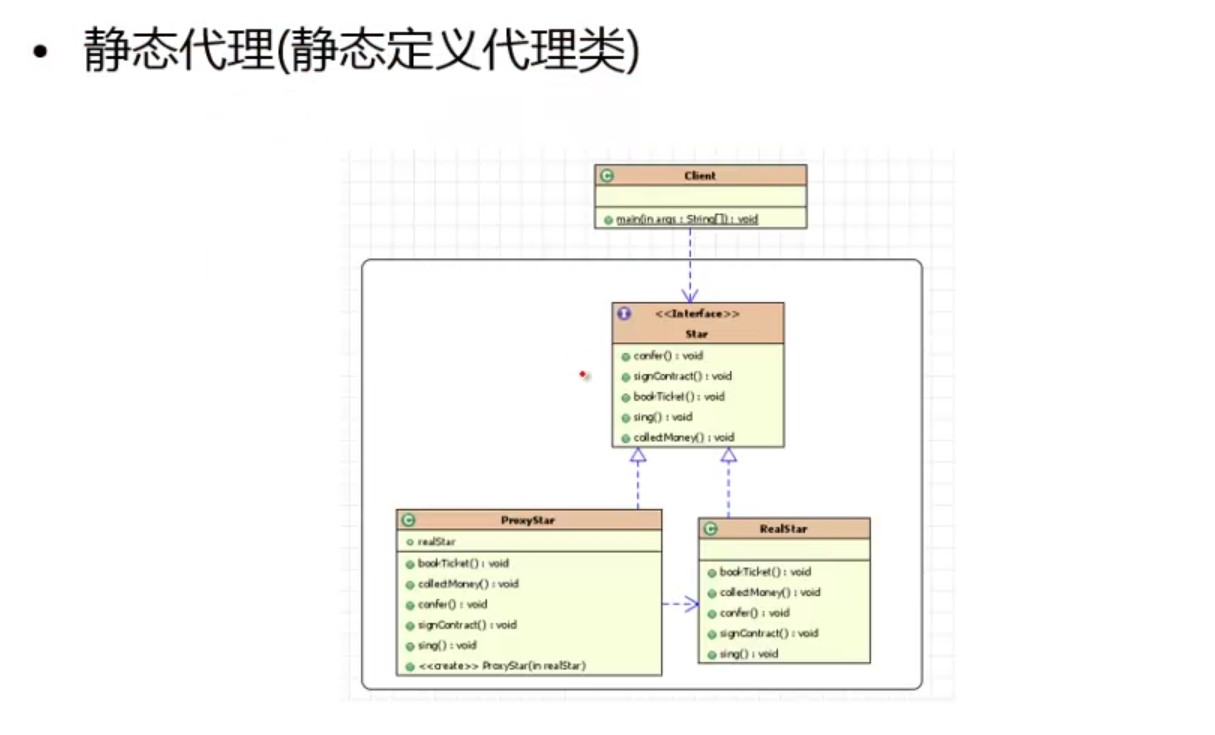 • 静态代理(静态定义代理类)
Client
main(in args : String[]) : void
<<Interface>>
Star
confer() : void
signContract() : void
bookTicket() : void
sing() : void
collectMoney() : void
ProxyStar
realStar
bookTicket() : void
collectMoney() : void
confer() : void
signContract() : void
sing() : void
<<create>> ProxyStar(in realStar)
RealStar
bookTicket() : void
collectMoney() : void
confer() : void
signContract() : void
sing() : void